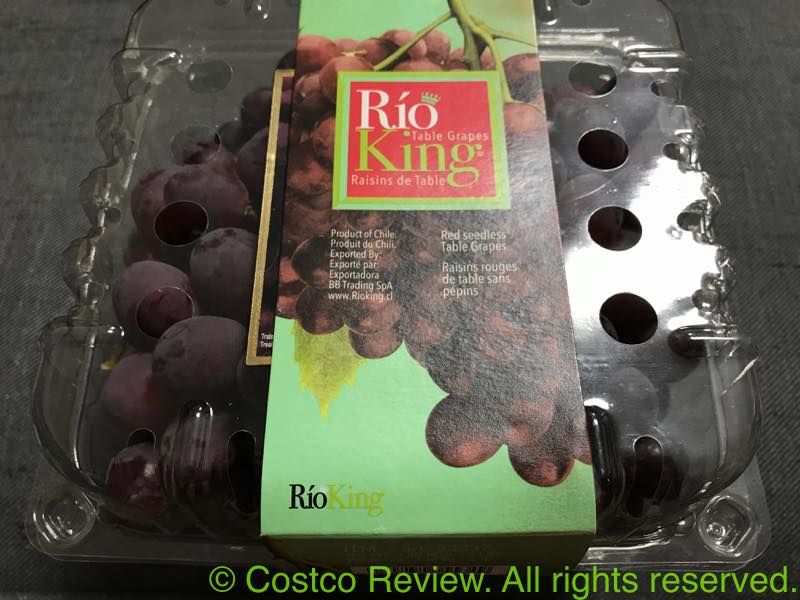 Río
Table Grapes
King
Raisins de Table
Product of Chile.
Produit du Chili.
Exported By:
Exporté par:
Exportadora
BB Trading SpA
www.Rioking.cl
Red seedless
Table Grapes
Raisins rouges
de table sans
pépins
RíoKing
© Costco Review. All rights reserved.